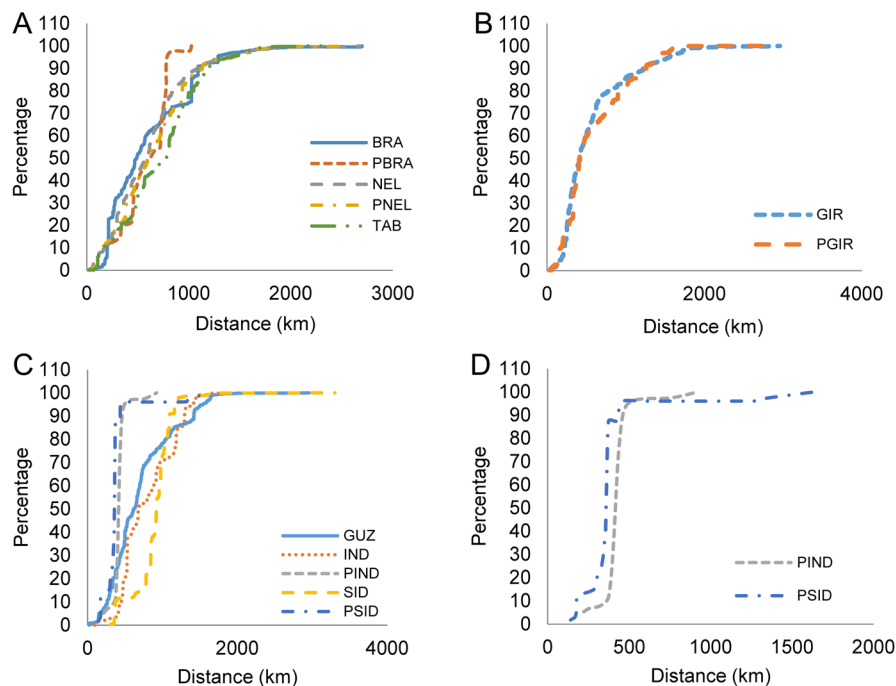 A
110
100
90
80
70
60
50
40
30
20
10
0
Percentage
BRA
PBRA
NEL
PNEL
TAB
0 1000 2000 3000
Distance (km)
B
110
100
90
80
70
60
50
40
30
20
10
0
Percentage
GIR
PGIR
0 2000 4000
Distance (km)
C
110
100
90
80
70
60
50
40
30
20
10
0
Percentage
GUZ
IND
PIND
SID
PSID
0 2000 4000
Distance (km)
D
110
100
90
80
70
60
50
40
30
20
10
0
Percentage
PIND
PSID
0 500 1000 1500 2000
Distance (km)